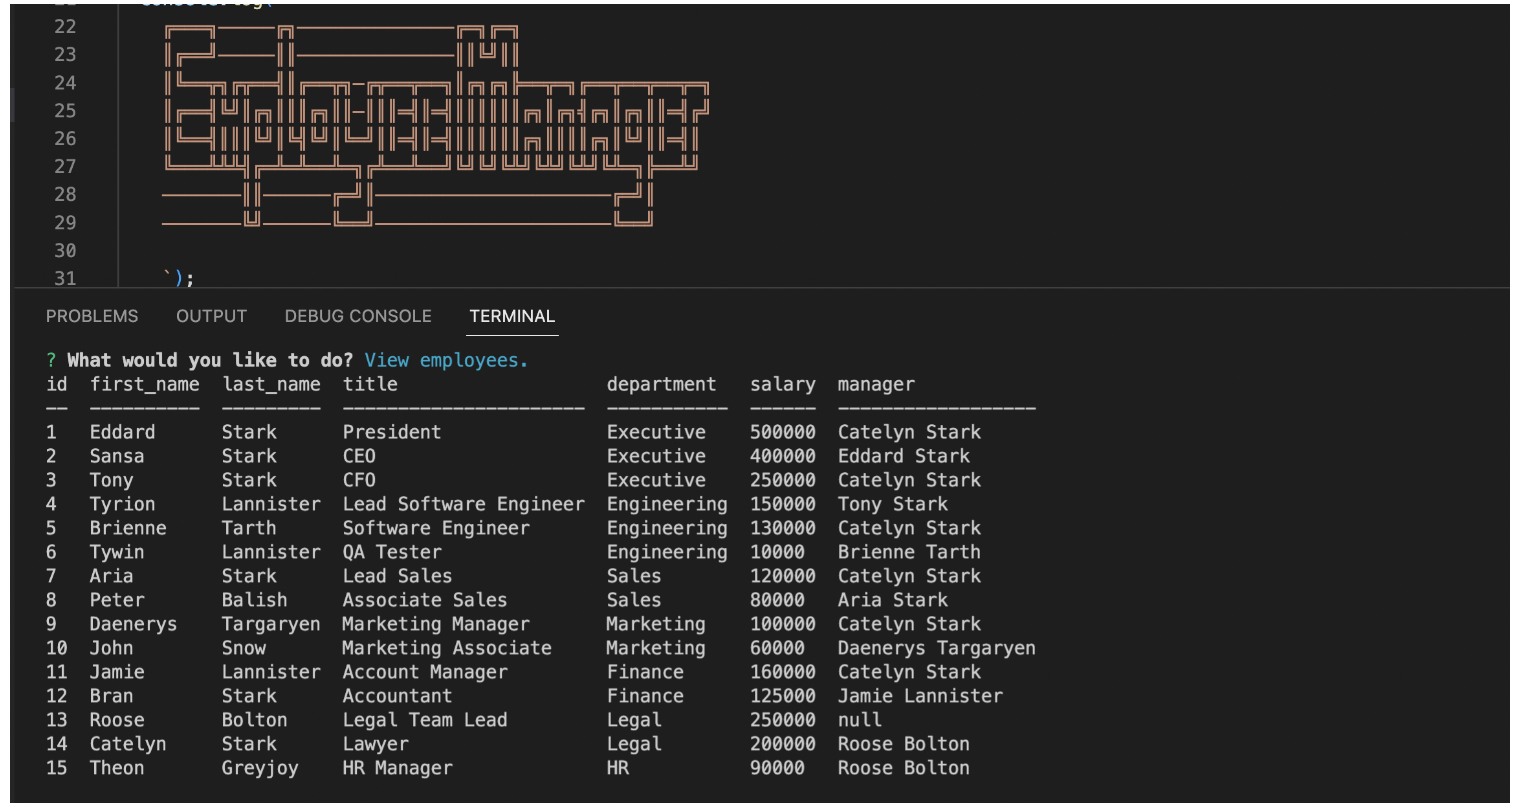 console.log(
22
23
24
25
26
27
28
29
30
31 `);
PROBLEMS OUTPUT DEBUG CONSOLE TERMINAL
? What would you like to do? View employees.
id first_name last_name title department salary manager
-- ---------- --------- ---------------------- ----------- ------ ------------------
1 Eddard Stark President Executive 500000 Catelyn Stark
2 Sansa Stark CEO Executive 400000 Eddard Stark
3 Tony Stark CFO Executive 250000 Catelyn Stark
4 Tyrion Lannister Lead Software Engineer Engineering 150000 Tony Stark
5 Brienne Tarth Software Engineer Engineering 130000 Catelyn Stark
6 Tywin Lannister QA Tester Engineering 10000 Brienne Tarth
7 Aria Stark Lead Sales Sales 120000 Catelyn Stark
8 Peter Balish Associate Sales Sales 80000 Aria Stark
9 Daenerys Targaryen Marketing Manager Marketing 100000 Catelyn Stark
10 John Snow Marketing Associate Marketing 60000 Daenerys Targaryen
11 Jamie Lannister Account Manager Finance 160000 Catelyn Stark
12 Bran Stark Accountant Finance 125000 Jamie Lannister
13 Roose Bolton Legal Team Lead Legal 250000 null
14 Catelyn Stark Lawyer Legal 200000 Roose Bolton
15 Theon Greyjoy HR Manager HR 90000 Roose Bolton